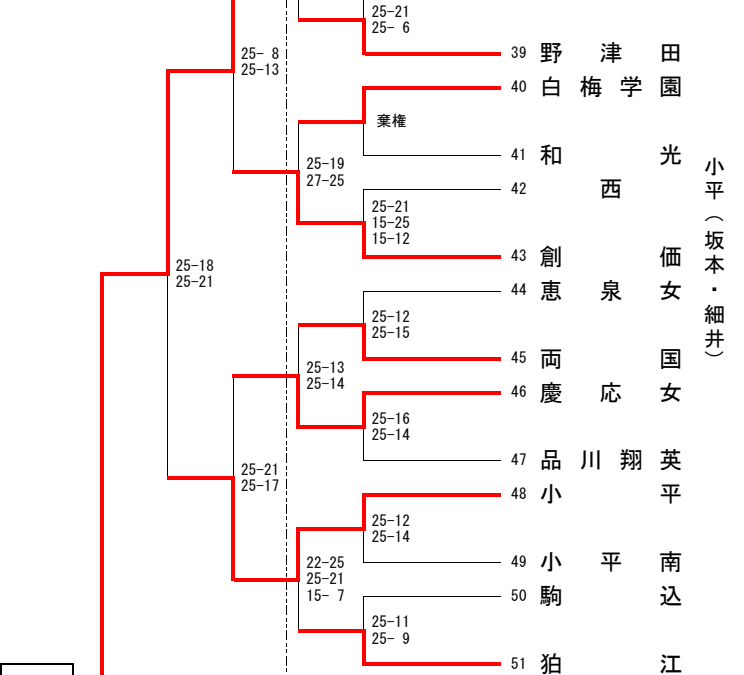 25-21
25- 6
39 野津田
25- 8
25-13
40 白梅学園
棄権
41 和光
25-19
27-25
42 西
25-21
15-25
15-12
43 創価
44 恵泉女
25-18
25-21
25-12
25-15
45 両国
25-13
25-14
46 慶応女
25-16
25-14
47 品川翔英
25-21
25-17
48 小平
25-12
25-14
49 小平南
22-25
25-21
15- 7
50 駒込
25-11
25- 9
51 狛江
小平（坂本・細井）